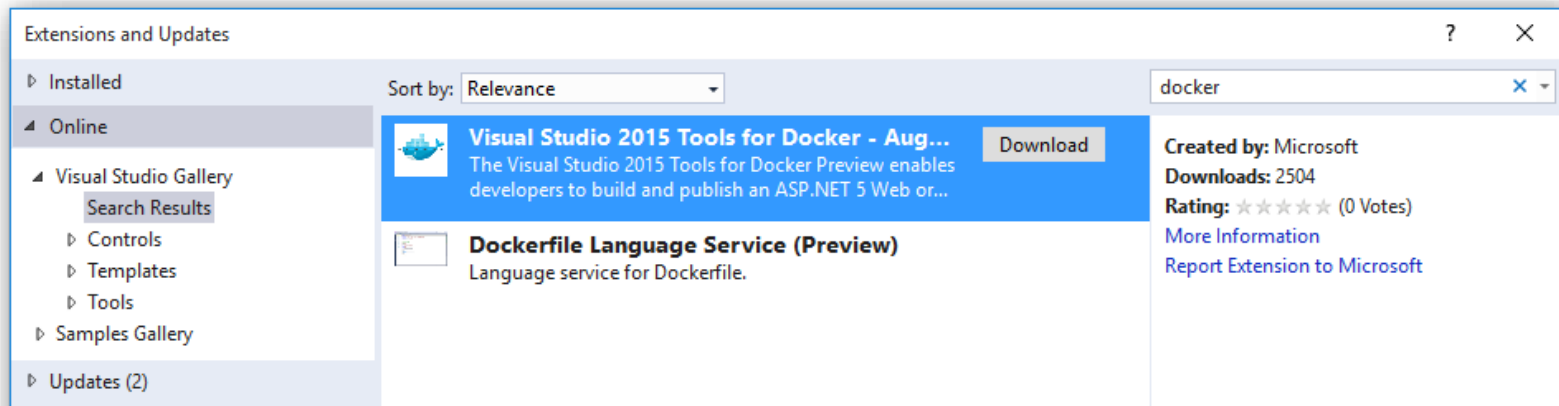 Extensions and Updates
?
Installed
Online
Visual Studio Gallery
Search Results
Controls
Templates
Tools
Samples Gallery
Updates (2)
Sort by: Relevance
Visual Studio 2015 Tools for Docker - Aug...
Download
The Visual Studio 2015 Tools for Docker Preview enables
developers to build and publish an ASP.NET 5 Web or...
Dockerfile Language Service (Preview)
Language service for Dockerfile.
docker
Created by: Microsoft
Downloads: 2504
Rating: (0 Votes)
More Information
Report Extension to Microsoft